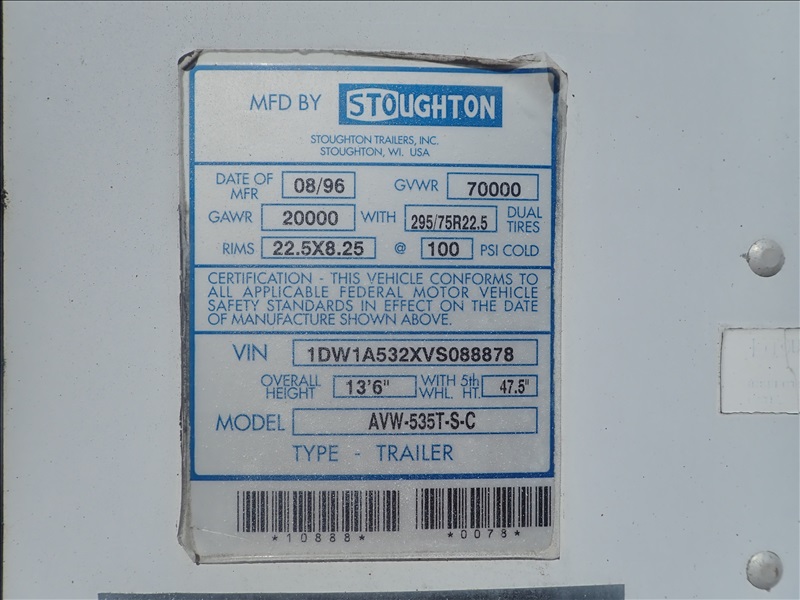 MFD BY STOUGHTON
STOUGHTON TRAILERS, INC.
STOUGHTON, WI. USA
DATE OF MFR 08/96 GVWR 70000
GAWR 20000 WITH 295/75R22.5 DUAL TIRES
RIMS 22.5X8.25 @ 100 PSI COLD
CERTIFICATION - THIS VEHICLE CONFORMS TO
ALL APPLICABLE FEDERAL MOTOR VEHICLE
SAFETY STANDARDS IN EFFECT ON THE DATE
OF MANUFACTURE SHOWN ABOVE.
VIN 1DW1A532XVS088878
OVERALL HEIGHT 13'6" WITH 5th WHL. HT. 47.5"
MODEL AVW-535T-S-C
TYPE - TRAILER
*10888* *0078*